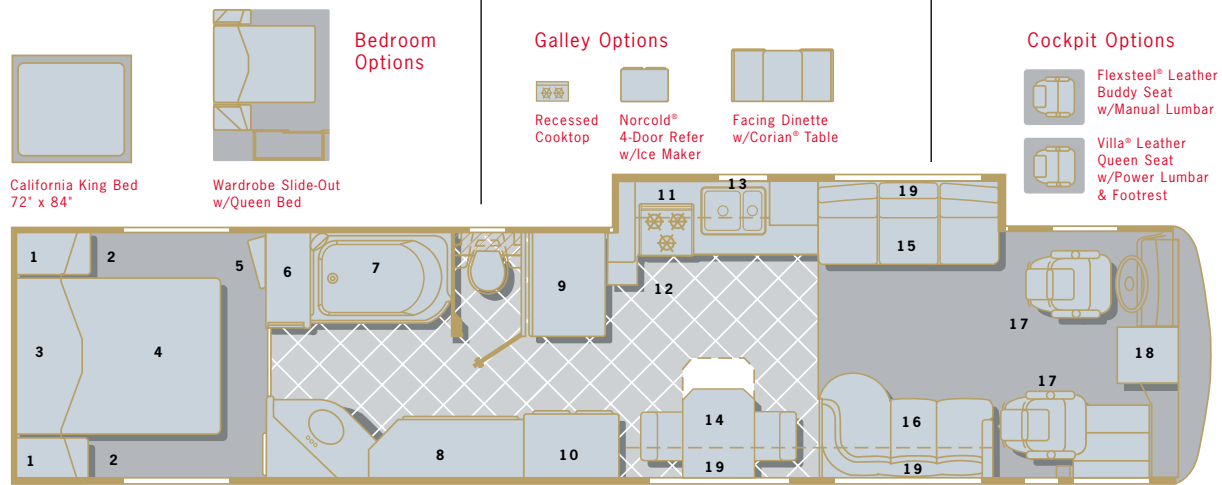 Bedroom
Options
California King Bed
72" x 84"
Wardrobe Slide-Out
w/Queen Bed
Galley Options
Recessed
Cooktop
Norcold®
4-Door Refer
w/Ice Maker
Facing Dinette
w/Corian® Table
Cockpit Options
Flexsteel® Leather
Buddy Seat
w/Manual Lumbar
Villa® Leather
Queen Seat
w/Power Lumbar
& Footrest
11
13
19
1
2
5
6
7
9
12
15
3
4
17
18
17
14
16
1
2
8
10
19
19